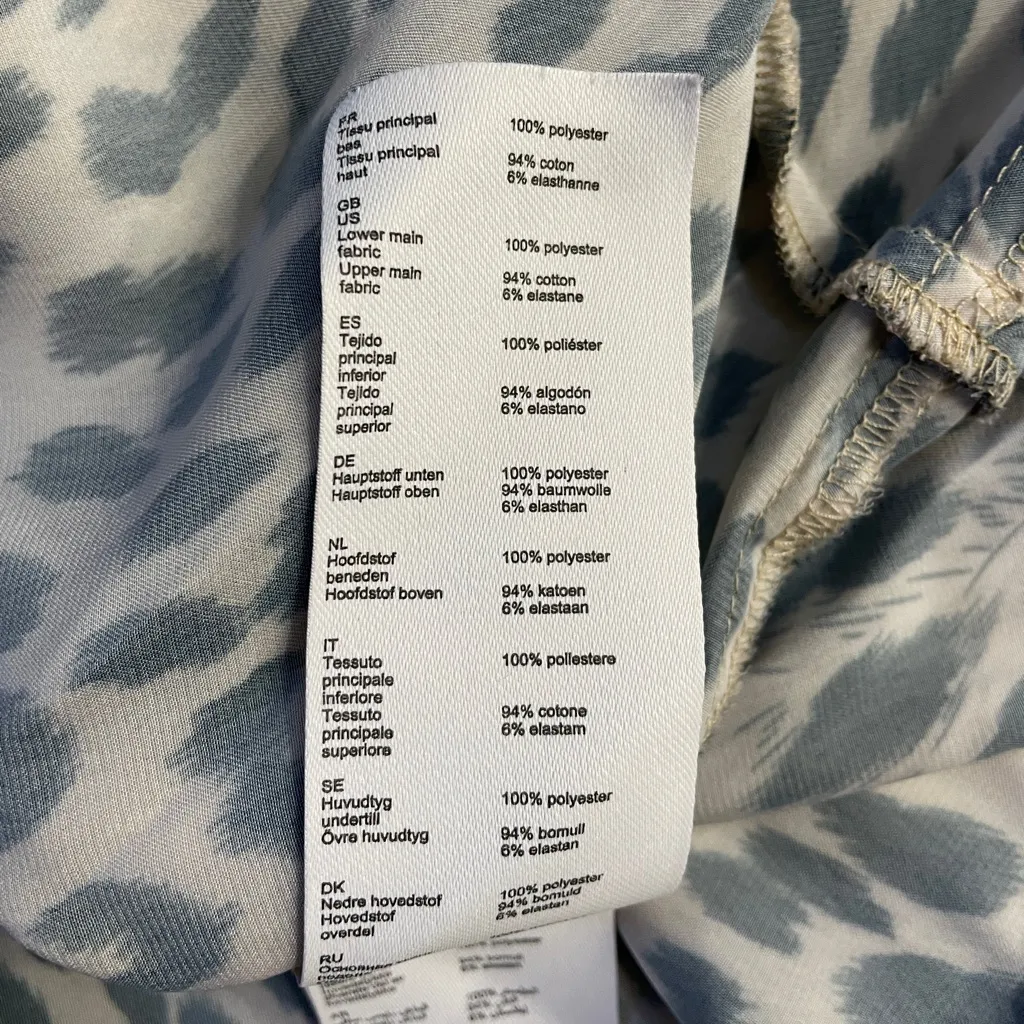 FR
Tissu principal 100% polyester
bas
Tissu principal 94% coton
haut 6% elasthanne
GB
US
Lower main 100% polyester
fabric
Upper main 94% cotton
fabric 6% elastane
ES
Tejido 100% poliéster
principal
inferior
Tejido 94% algodón
principal 6% elastano
superior
DE
Hauptstoff unten 100% polyester
Hauptstoff oben 94% baumwolle
6% elasthan
NL
Hoofdstof 100% polyester
beneden
Hoofdstof boven 94% katoen
6% elastaan
IT
Tessuto 100% poliestere
principale
inferiore
Tessuto 94% cotone
principale 6% elastam
superiore
SE
Huvudtyg 100% polyester
undertill
Övre huvudtyg 94% bomull
6% elastan
DK
Nedre hovedstof 100% polyester
Hovedstof 94% bomuld
overdel 6% elastan
RU